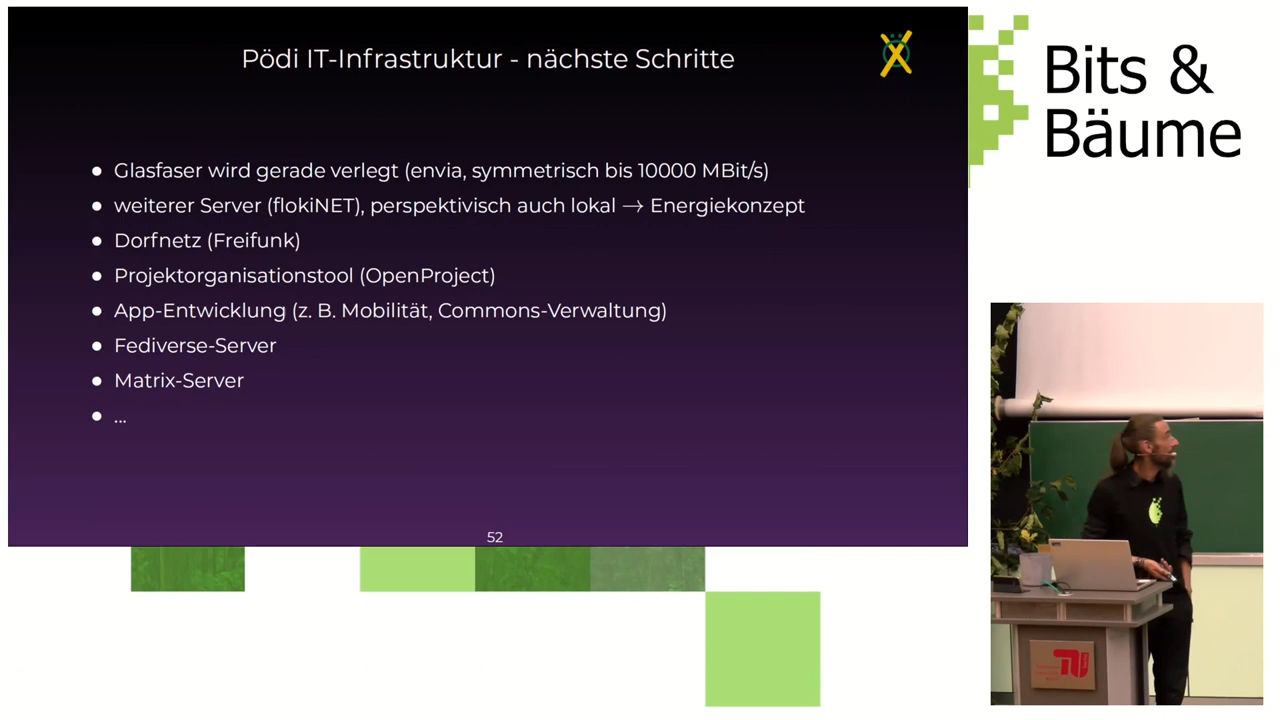 Pödi IT-Infrastruktur - nächste Schritte
Bits &
Bäume
• Glasfaser wird gerade verlegt (envia, symmetrisch bis 10000 MBit/s)
• weiterer Server (flokiNET), perspektivisch auch lokal → Energiekonzept
• Dorfnetz (Freifunk)
• Projektorganisationstool (OpenProject)
• App-Entwicklung (z. B. Mobilität, Commons-Verwaltung)
• Fediverse-Server
• Matrix-Server
• ...
52